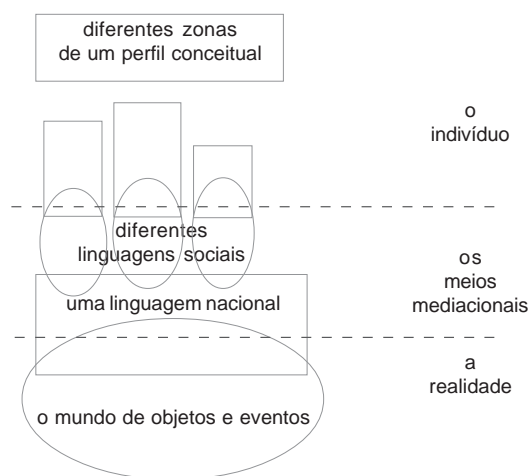 diferentes zonas
de um perfil conceitual
o
indivíduo
diferentes
linguagens sociais
os
meios
mediacionais
uma linguagem nacional
a
realidade
o mundo de objetos e eventos